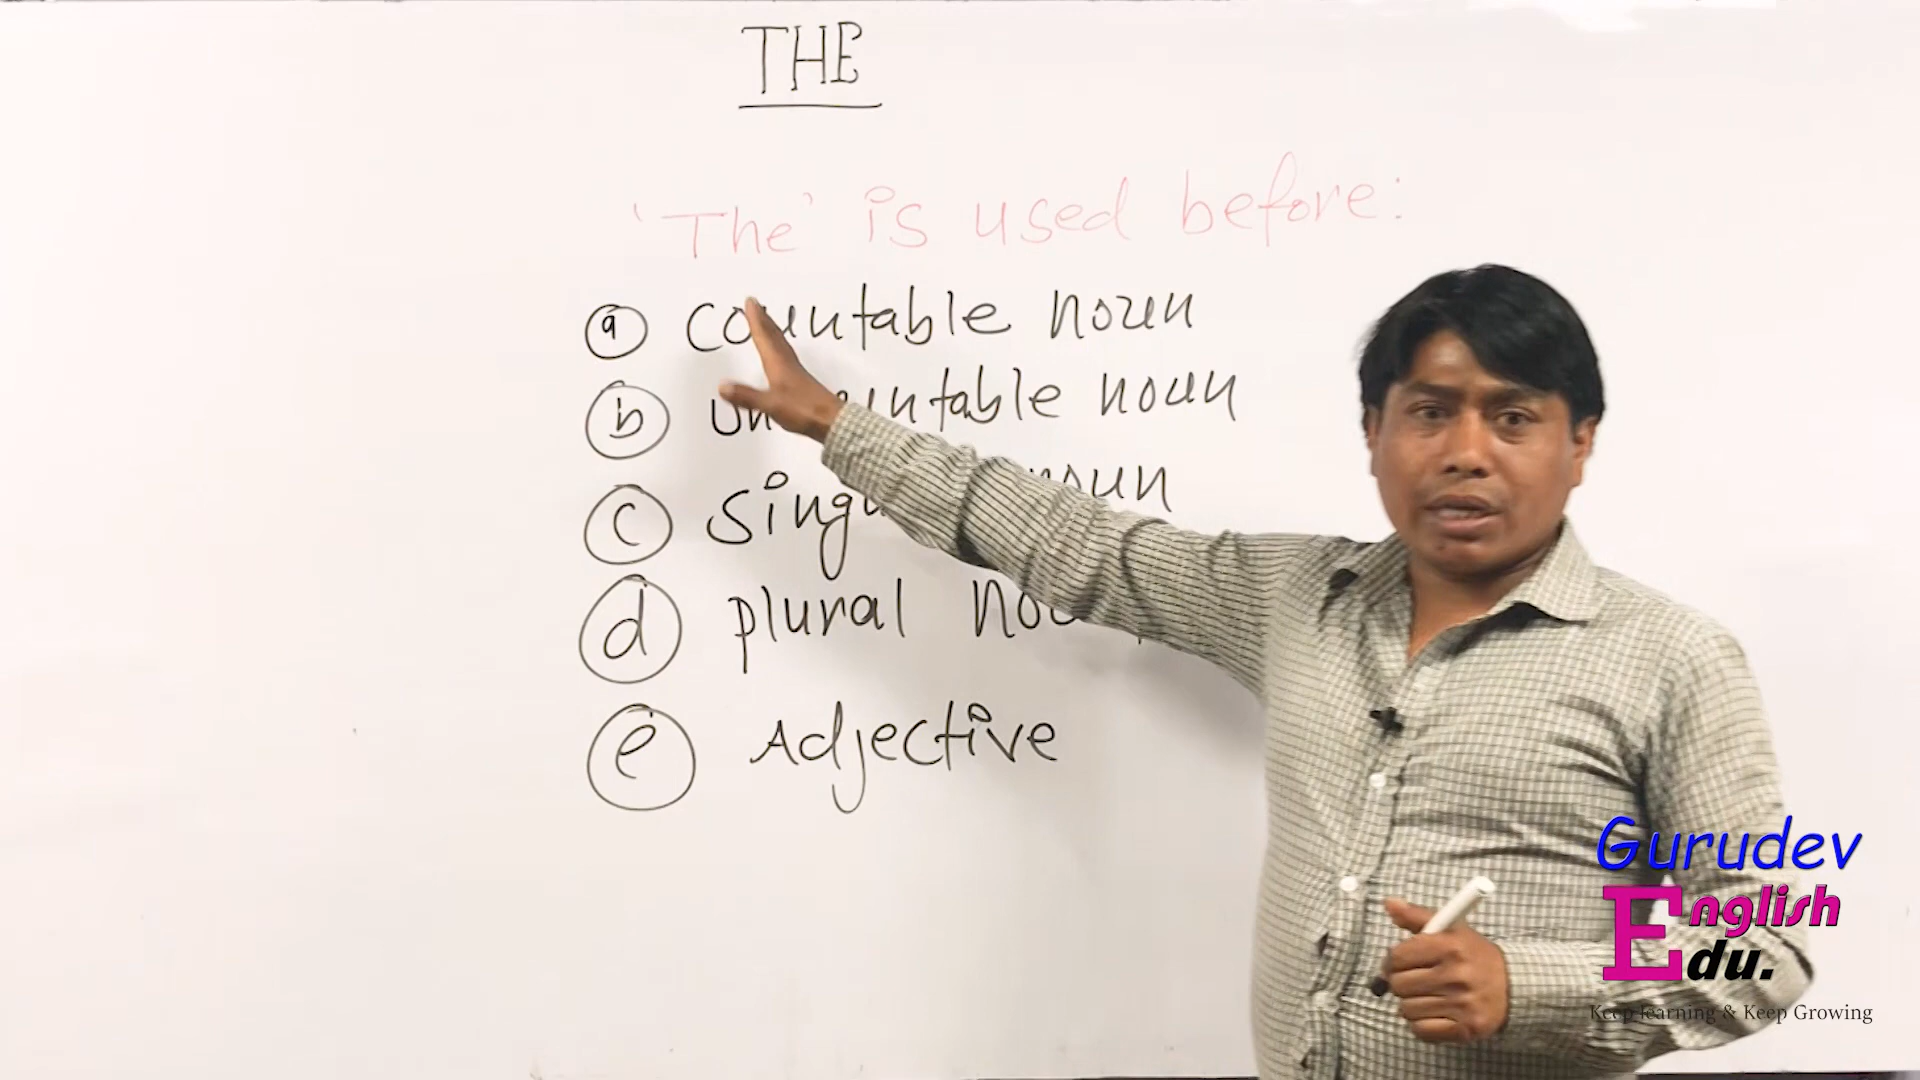 THE
'The' is used before:
a countable noun
b uncountable noun
c singular noun
d plural noun
e Adjective
Gurudev
English
Edu.
Keep learning & Keep Growing